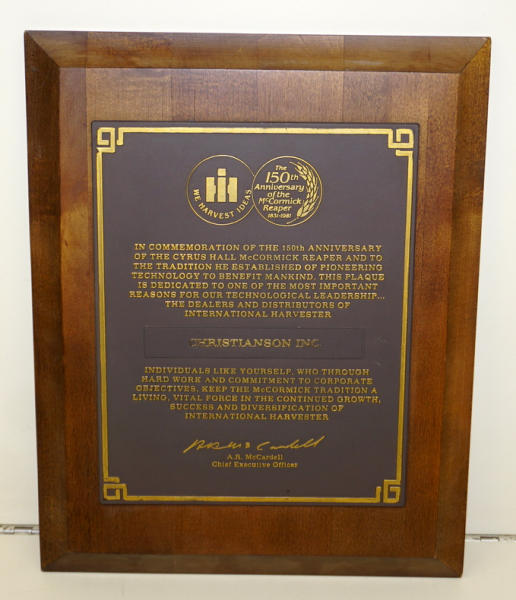 WE HARVEST IDEAS
The
150th
Anniversary
of the
McCormick
Reaper
1831-1981
IN COMMEMORATION OF THE 150th ANNIVERSARY
OF THE CYRUS HALL McCORMICK REAPER AND TO
THE TRADITION HE ESTABLISHED OF PIONEERING
TECHNOLOGY TO BENEFIT MANKIND. THIS PLAQUE
IS DEDICATED TO ONE OF THE MOST IMPORTANT
REASONS FOR OUR TECHNOLOGICAL LEADERSHIP...
THE DEALERS AND DISTRIBUTORS OF
INTERNATIONAL HARVESTER
CHRISTIANSON INC.
INDIVIDUALS LIKE YOURSELF, WHO THROUGH
HARD WORK AND COMMITMENT TO CORPORATE
OBJECTIVES, KEEP THE McCORMICK TRADITION A
LIVING, VITAL FORCE IN THE CONTINUED GROWTH,
SUCCESS AND DIVERSIFICATION OF
INTERNATIONAL HARVESTER
A.R. McCardell
Chief Executive Officer